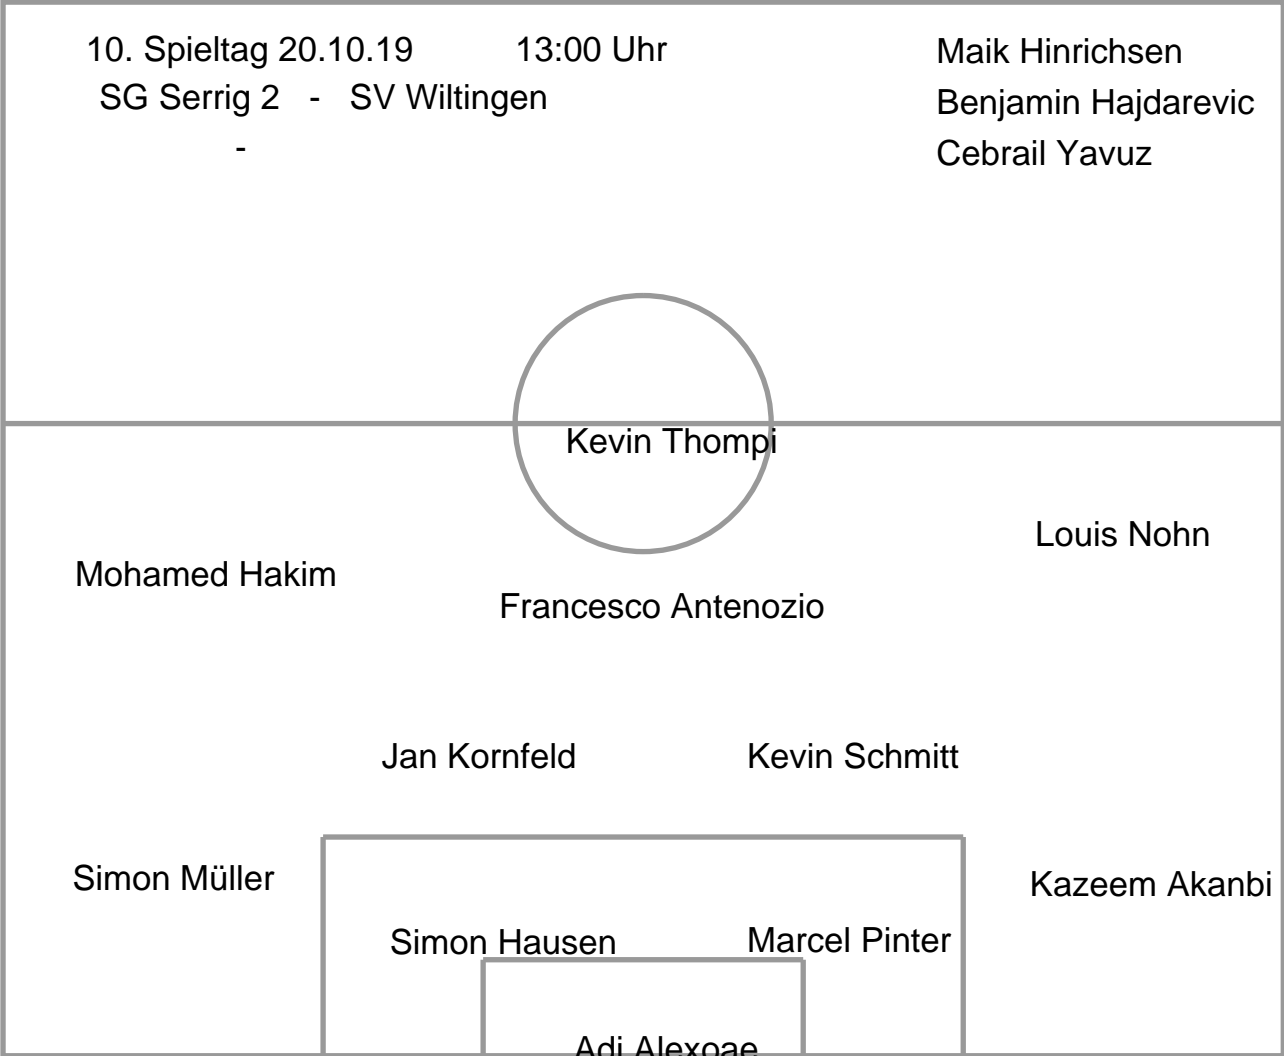 10. Spieltag 20.10.19 13:00 Uhr
SG Serrig 2 - SV Wiltingen
-
Maik Hinrichsen
Benjamin Hajdarevic
Cebrail Yavuz
Kevin Thompi
Louis Nohn
Mohamed Hakim
Francesco Antenozio
Jan Kornfeld Kevin Schmitt
Simon Müller Kazeem Akanbi
Simon Hausen Marcel Pinter
Adi Alexoae